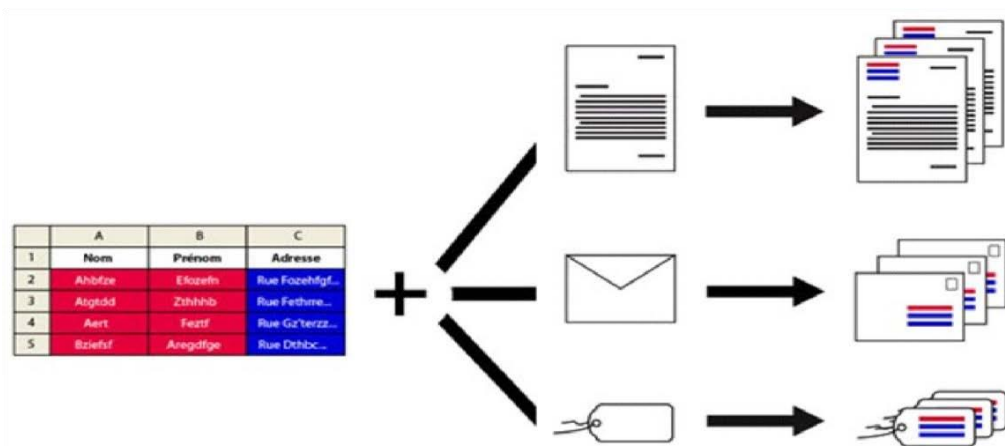 A B C
1 Nom Prénom Adresse
2 Ahbfze Efozefn Rue Fozehfgf...
3 Atgtdd Zthhhb Rue Fethrre...
4 Aert Feztf Rue Gz'terzz...
5 Bziefsf Aregdfge Rue Dthbc...